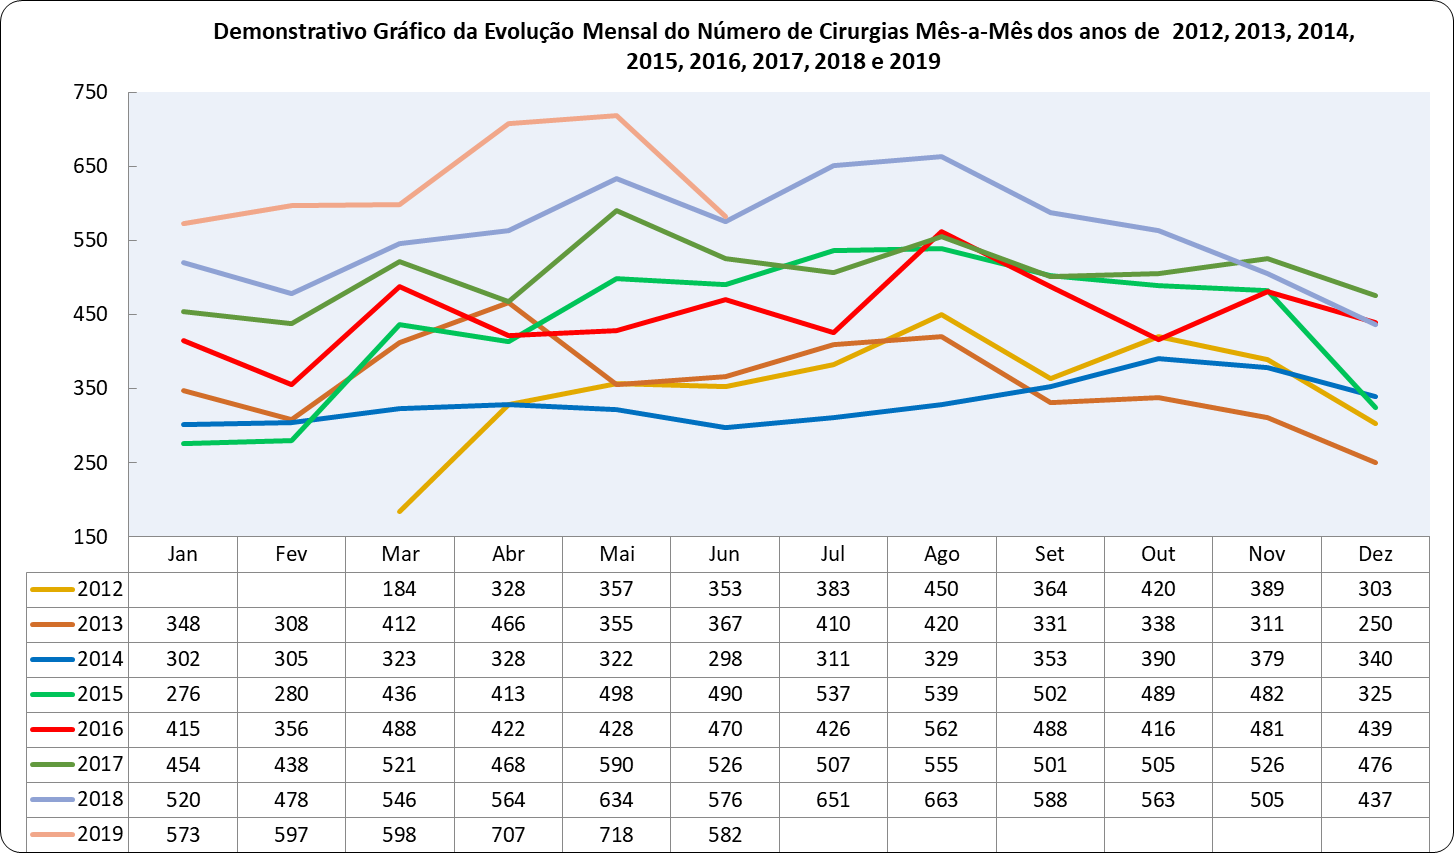 Demonstrativo Gráfico da Evolução Mensal do Número de Cirurgias Mês-a-Mês dos anos de 2012, 2013, 2014,
2015, 2016, 2017, 2018 e 2019
750
650
550
450
350
250
150
Jan Fev Mar Abr Mai Jun Jul Ago Set Out Nov Dez
2012 184 328 357 353 383 450 364 420 389 303
2013 348 308 412 466 355 367 410 420 331 338 311 250
2014 302 305 323 328 322 298 311 329 353 390 379 340
2015 276 280 436 413 498 490 537 539 502 489 482 325
2016 415 356 488 422 428 470 426 562 488 416 481 439
2017 454 438 521 468 590 526 507 555 501 505 526 476
2018 520 478 546 564 634 576 651 663 588 563 505 437
2019 573 597 598 707 718 582